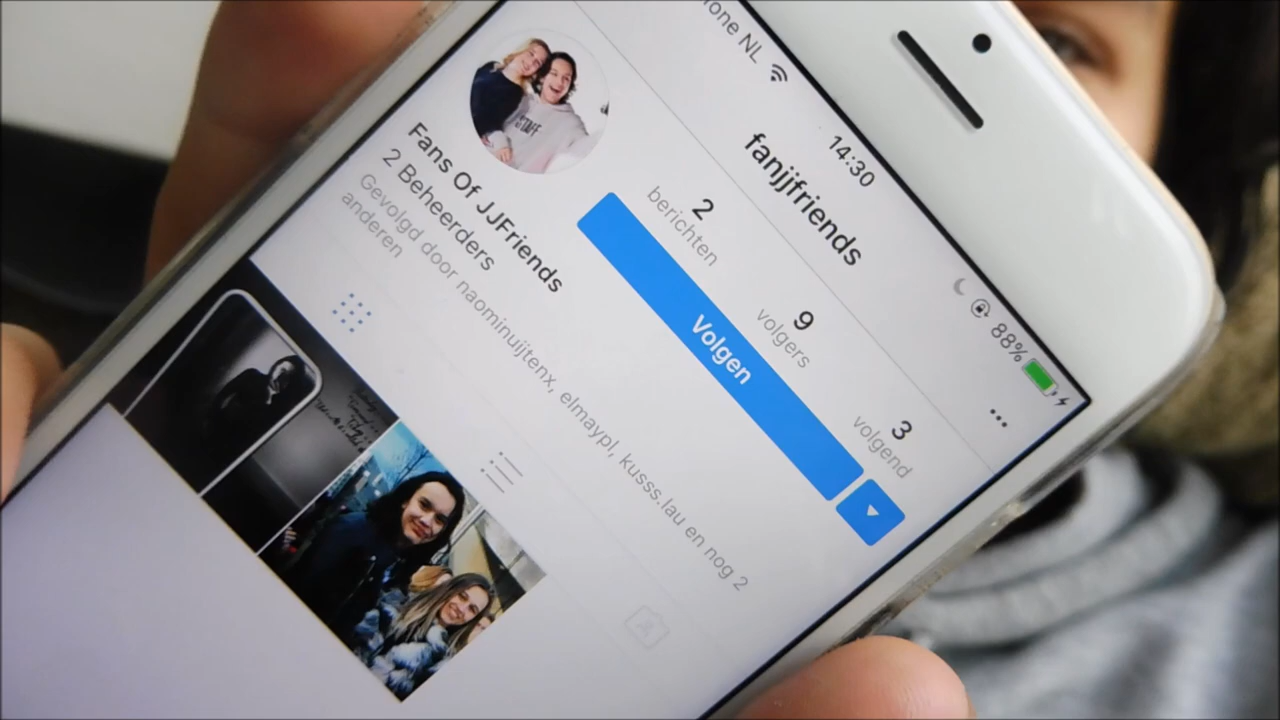 one NL
14:30
88%
fanjjfriends
2
berichten
9
volgers
3
volgend
Volgen
STAFF
Fans Of JJFriends
2 Beheerders
Gevolgd door naominuijtenx, elmaypl, kusss.lau en nog 2
anderen